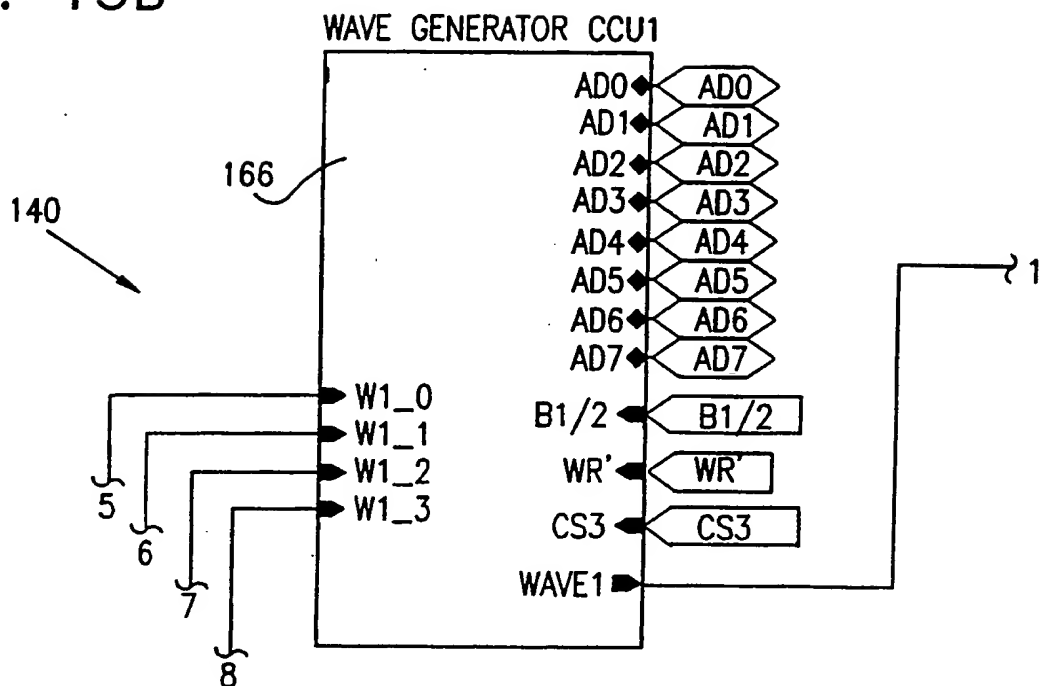 WAVE GENERATOR CCU1
AD0 AD0
AD1 AD1
166 AD2 AD2
140 AD3 AD3
AD4 AD4
AD5 AD5 1
AD6 AD6
AD7 AD7
W1_0 B1/2 B1/2
W1_1
W1_2 WR' WR'
5 W1_3 CS3 CS3
6
WAVE1
7
8